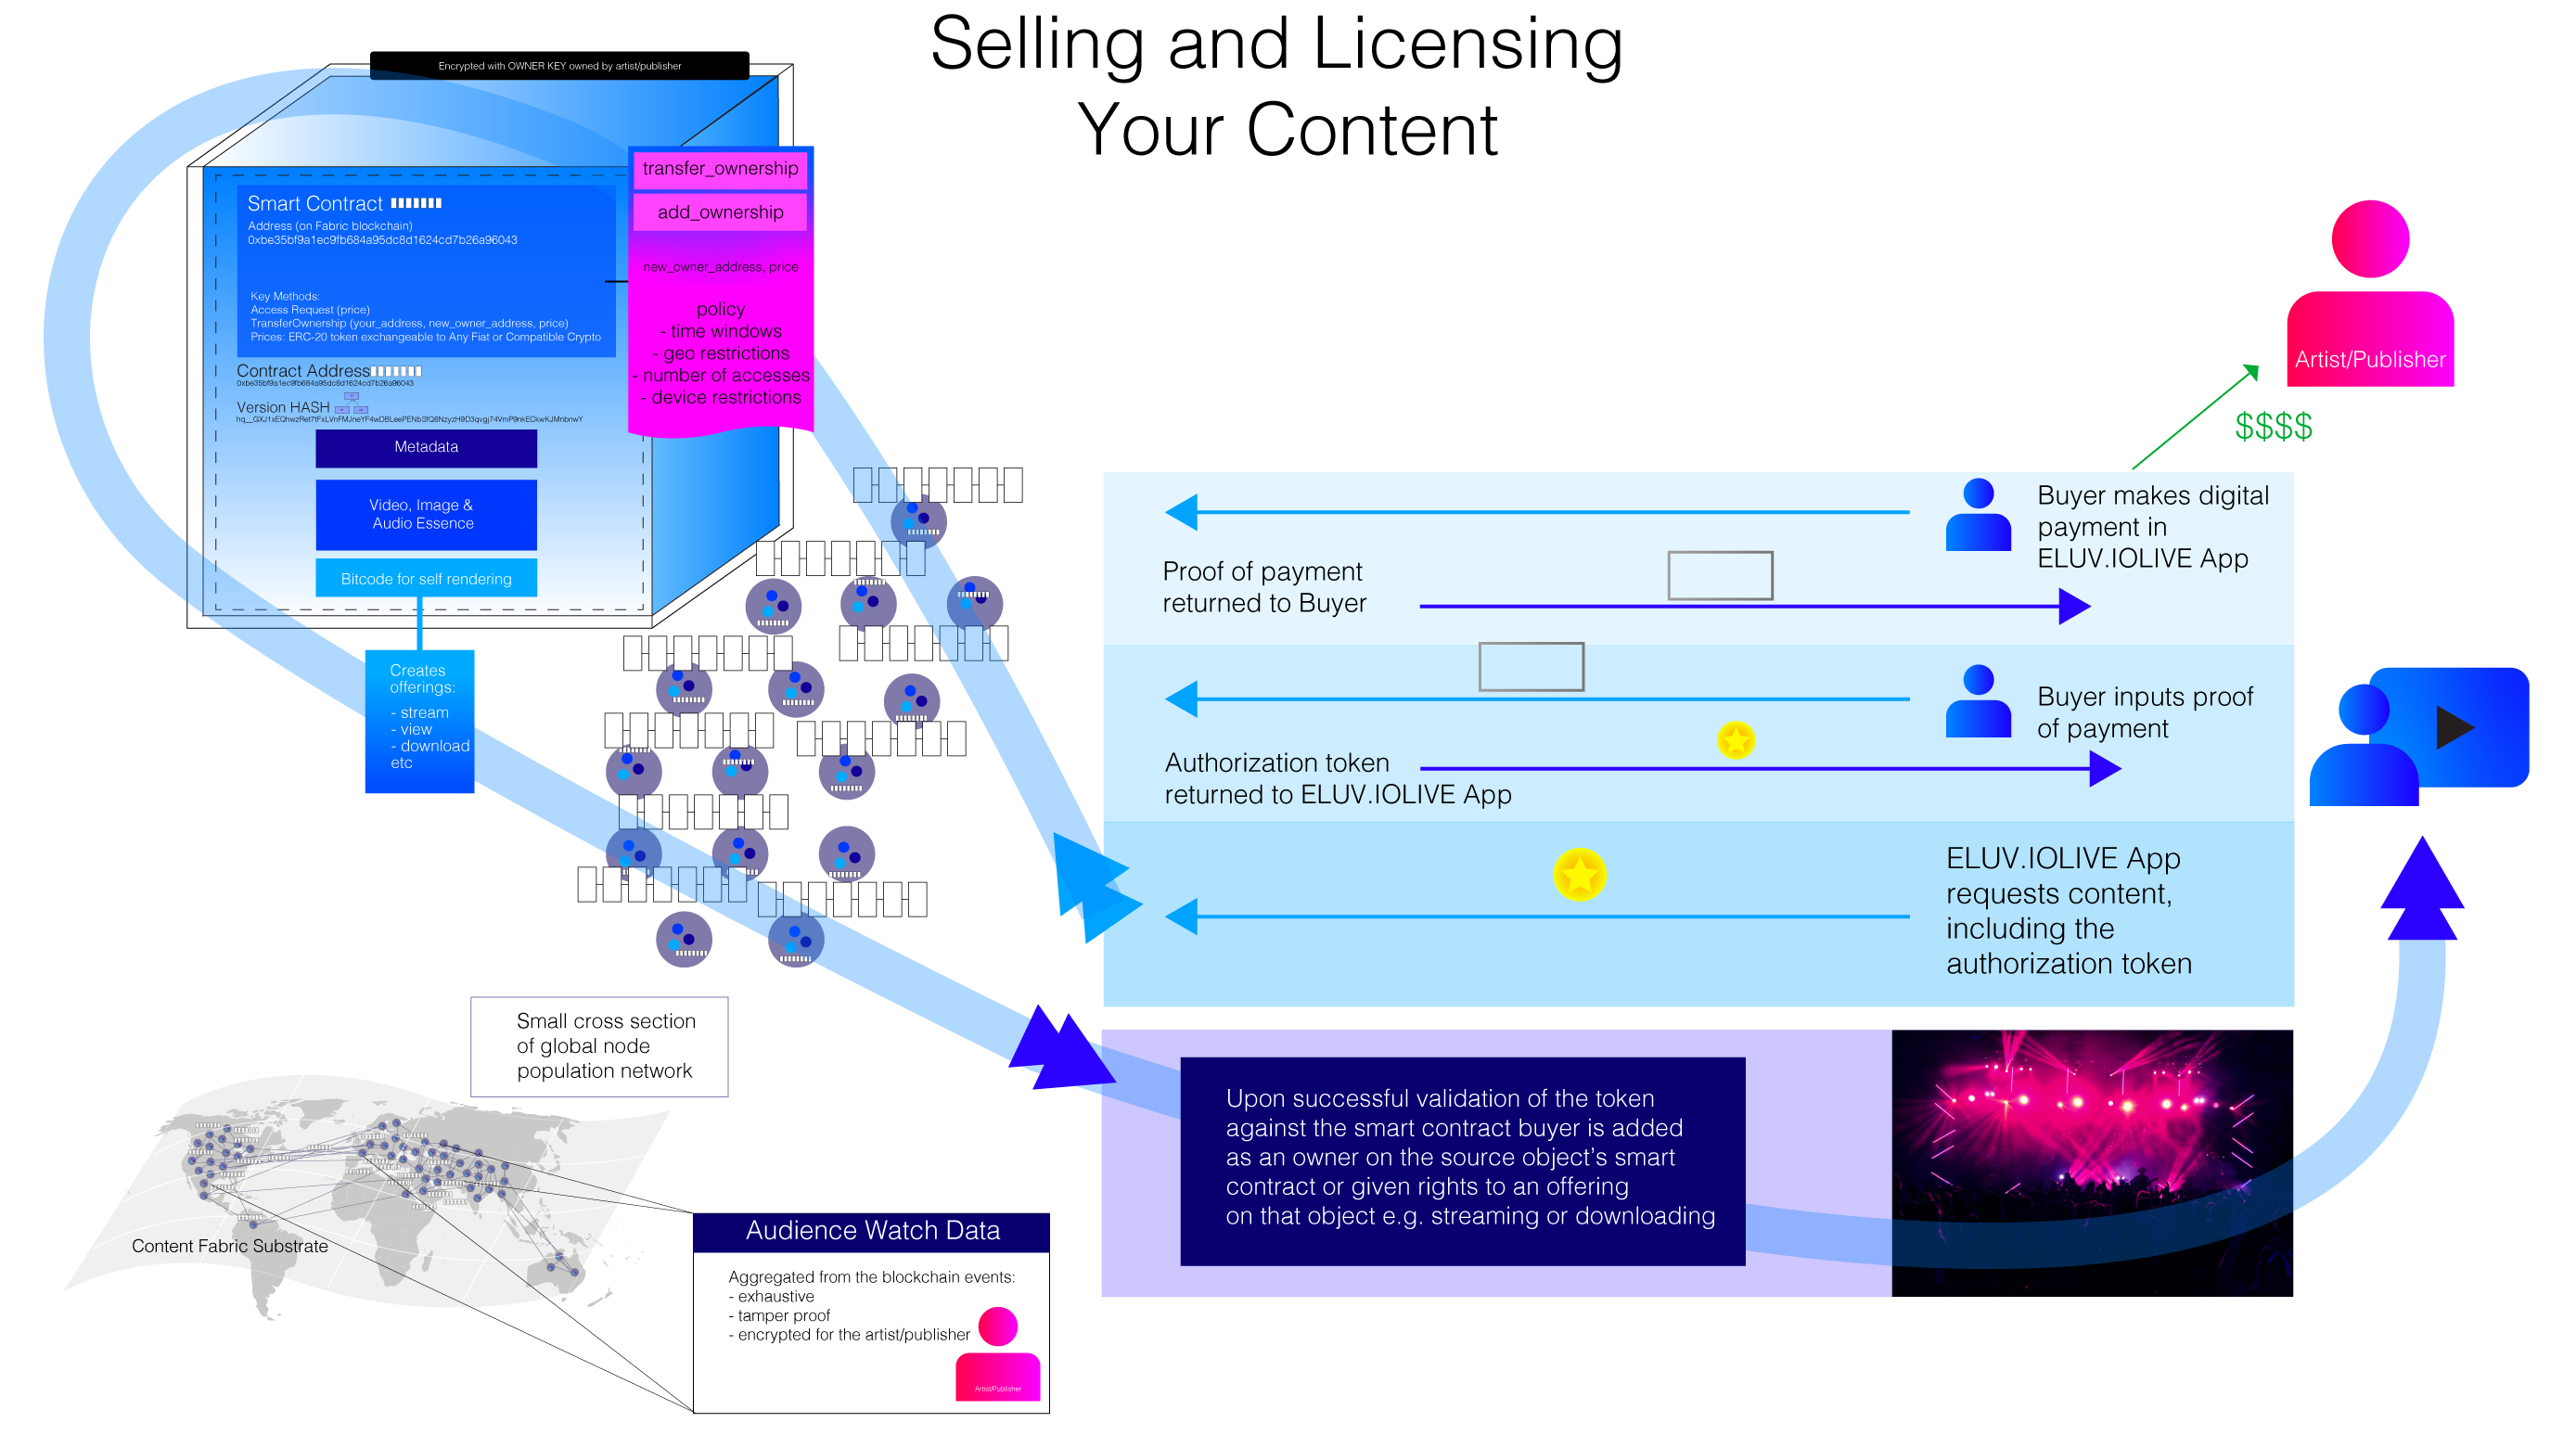 Selling and Licensing
Your Content
Encrypted with OWNER KEY owned by artist/publisher
Smart Contract
Address (on Fabric blockchain)
0xbe35bf9a1ec9fb684a95dc8d1624cd7b26a96043
Key Methods:
Access Request (price)
TransferOwnership (your_address, new_owner_address, price)
Prices: ERC-20 token exchangeable to Any Fiat or Compatible Crypto
Contract Address
0xbe35bf9a1ec9fb684a95dc8d1624cd7b26a96043
Version HASH
Metadata
Video, Image &
Audio Essence
Bitcode for self rendering
Creates
offerings:
- stream
- view
- download
etc
transfer_ownership
add_ownership
new_owner_address, price
policy
- time windows
- geo restrictions
- number of accesses
- device restrictions
Artist/Publisher
$$$$
Buyer makes digital
payment in
ELUV.IOLIVE App
Proof of payment
returned to Buyer
Buyer inputs proof
of payment
Authorization token
returned to ELUV.IOLIVE App
ELUV.IOLIVE App
requests content,
including the
authorization token
Upon successful validation of the token
against the smart contract buyer is added
as an owner on the source object’s smart
contract or given rights to an offering
on that object e.g. streaming or downloading
Small cross section
of global node
population network
Content Fabric Substrate
Audience Watch Data
Aggregated from the blockchain events:
- exhaustive
- tamper proof
- encrypted for the artist/publisher
Artist/Publisher